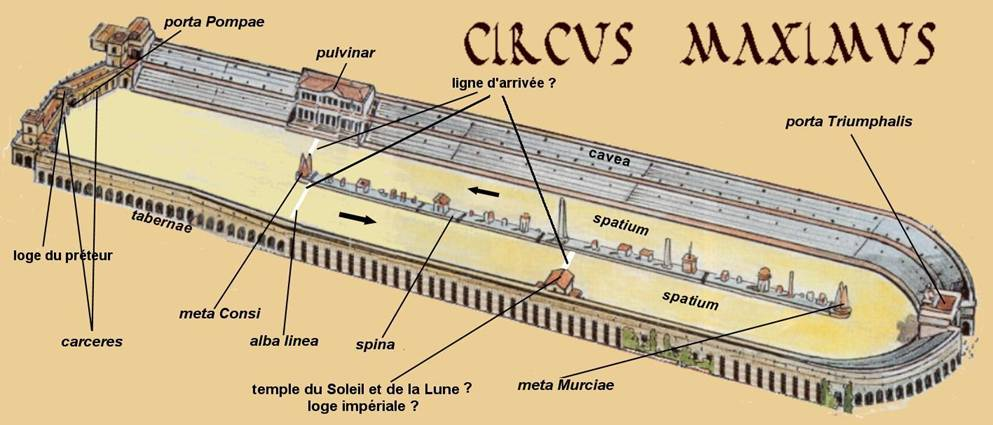 CIRCVS MAXIMVS
porta Pompae
pulvinar
ligne d'arrivée ?
porta Triumphalis
cavea
spatium
tabernae
loge du préteur
spatium
meta Consi
carceres
alba linea
spina
temple du Soleil et de la Lune ?
loge impériale ?
meta Murciae